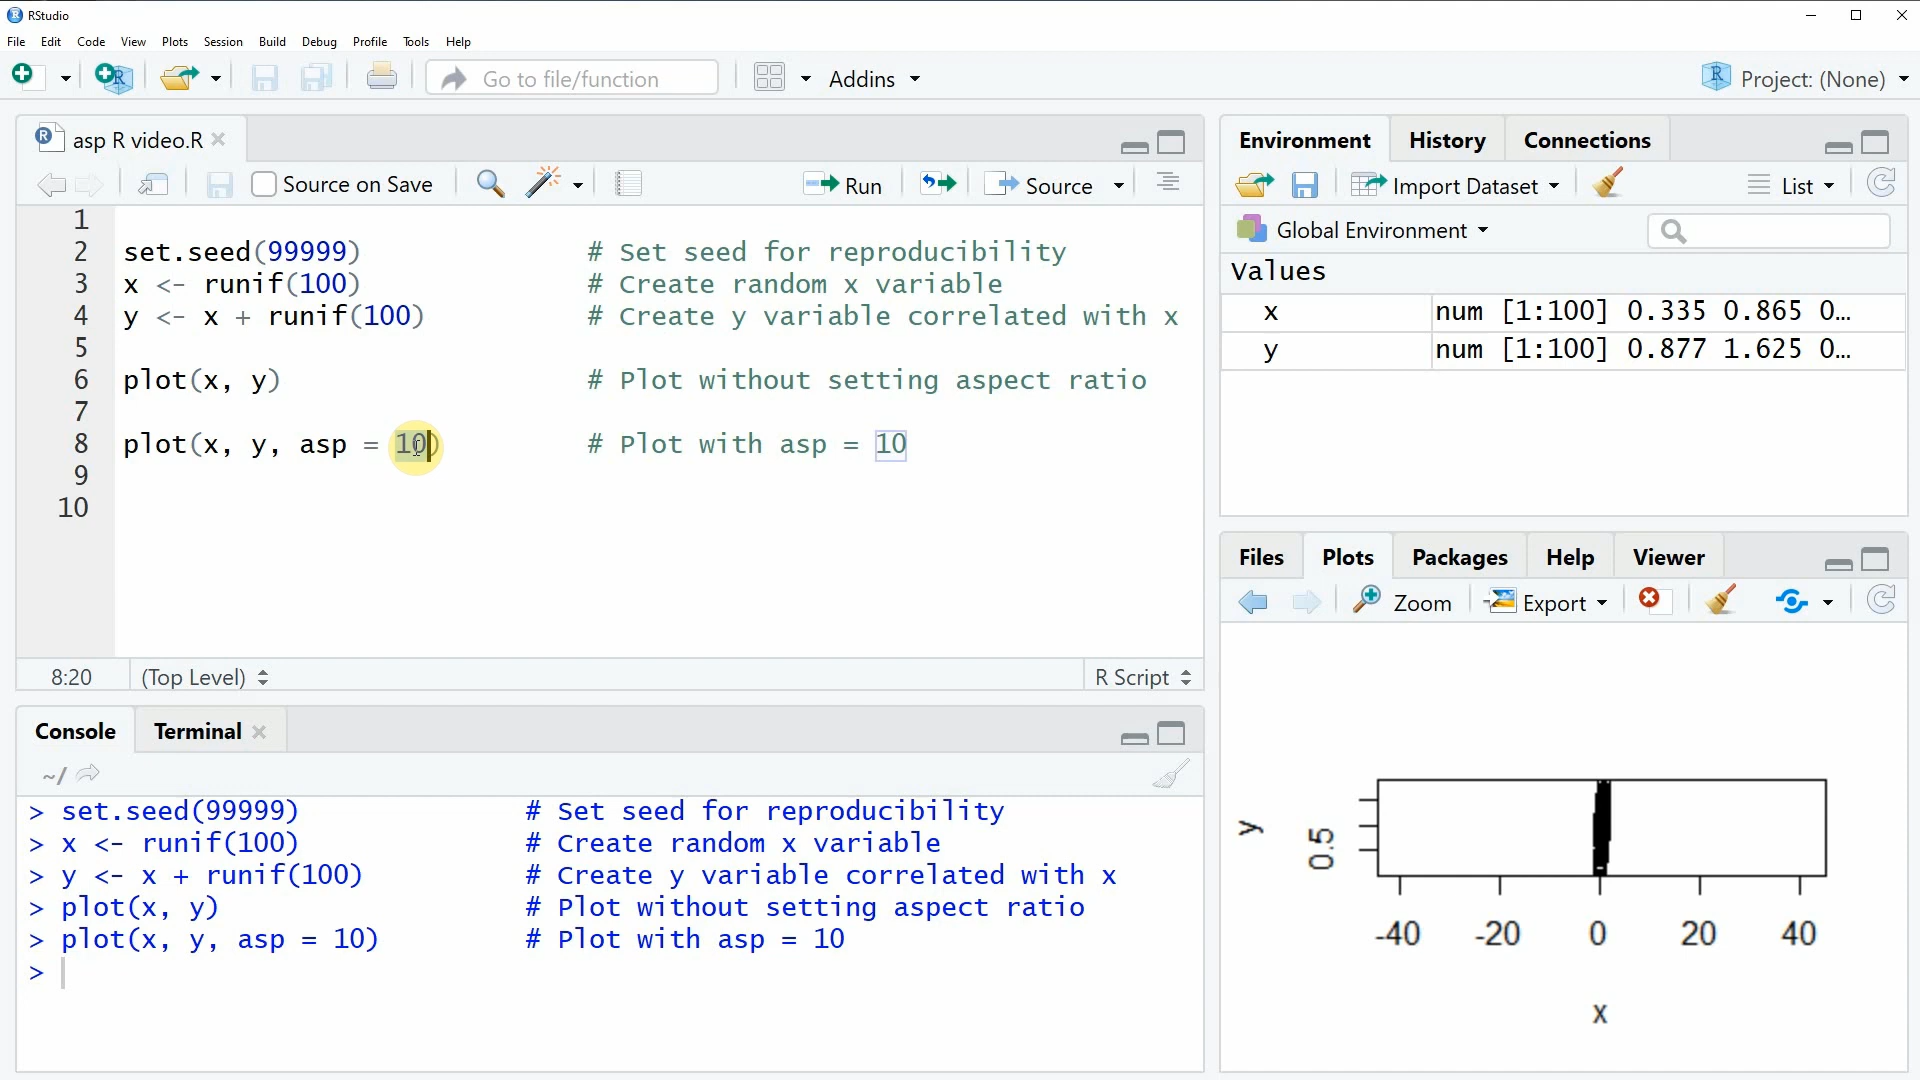 RStudio
File Edit Code View Plots Session Build Debug Profile Tools Help
Go to file/function Addins Project: (None)
asp R video.R
Source on Save Run Source
1
2 set.seed(99999) # Set seed for reproducibility
3 x <- runif(100) # Create random x variable
4 y <- x + runif(100) # Create y variable correlated with x
5
6 plot(x, y) # Plot without setting aspect ratio
7
8 plot(x, y, asp = 10) # Plot with asp = 10
9
10
8:20 (Top Level) R Script
Console Terminal
~/
> set.seed(99999) # Set seed for reproducibility
> x <- runif(100) # Create random x variable
> y <- x + runif(100) # Create y variable correlated with x
> plot(x, y) # Plot without setting aspect ratio
> plot(x, y, asp = 10) # Plot with asp = 10
>
Environment History Connections
Import Dataset List
Global Environment
Values
x num [1:100] 0.335 0.865 0...
y num [1:100] 0.877 1.625 0...
Files Plots Packages Help Viewer
Zoom Export
y
0.5
-40 -20 0 20 40
x